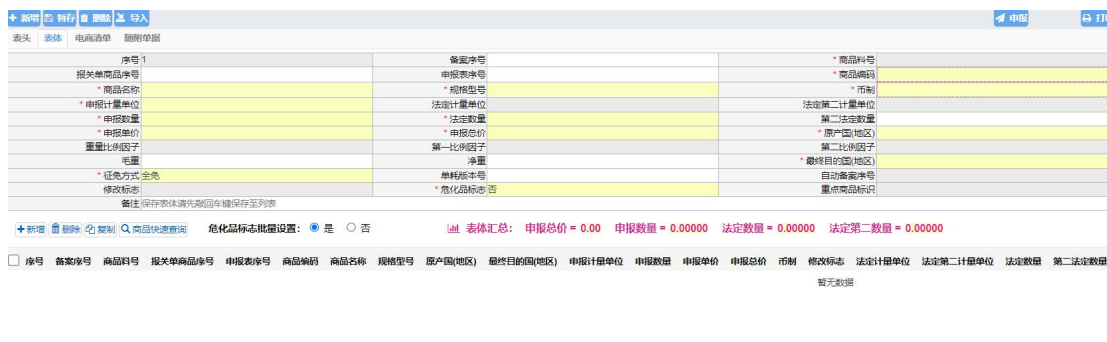 新增 暂存 删除 导入 申报 打
表头 表体 电商清单 随附单据
序号 1 备案序号 *商品料号
报关单商品序号 申报表序号 *商品编码
*商品名称 *规格型号 *币制
*申报计量单位 法定计量单位 法定第二计量单位
*申报数量 *法定数量 第二法定数量
*申报单价 *申报总价 *原产国(地区)
重量比例因子 第一比例因子 第二比例因子
毛重 净重 *最终目的国(地区)
*征免方式 全免 单耗版本号 自动备案序号
修改标志 *危化品标志 否 重点商品标识
备注 保存表体请先敲回车键保存至列表
新增 删除 复制 商品快速查询 危化品标志批量设置： 是 否 表体汇总： 申报总价 = 0.00 申报数量 = 0.00000 法定数量 = 0.00000 法定第二数量 = 0.00000
序号 备案序号 商品料号 报关单商品序号 申报表序号 商品编码 商品名称 规格型号 原产国(地区) 最终目的国(地区) 申报计量单位 申报数量 申报单价 申报总价 币制 修改标志 法定计量单位 法定第二计量单位 法定数量 第二法定数量
暂无数据